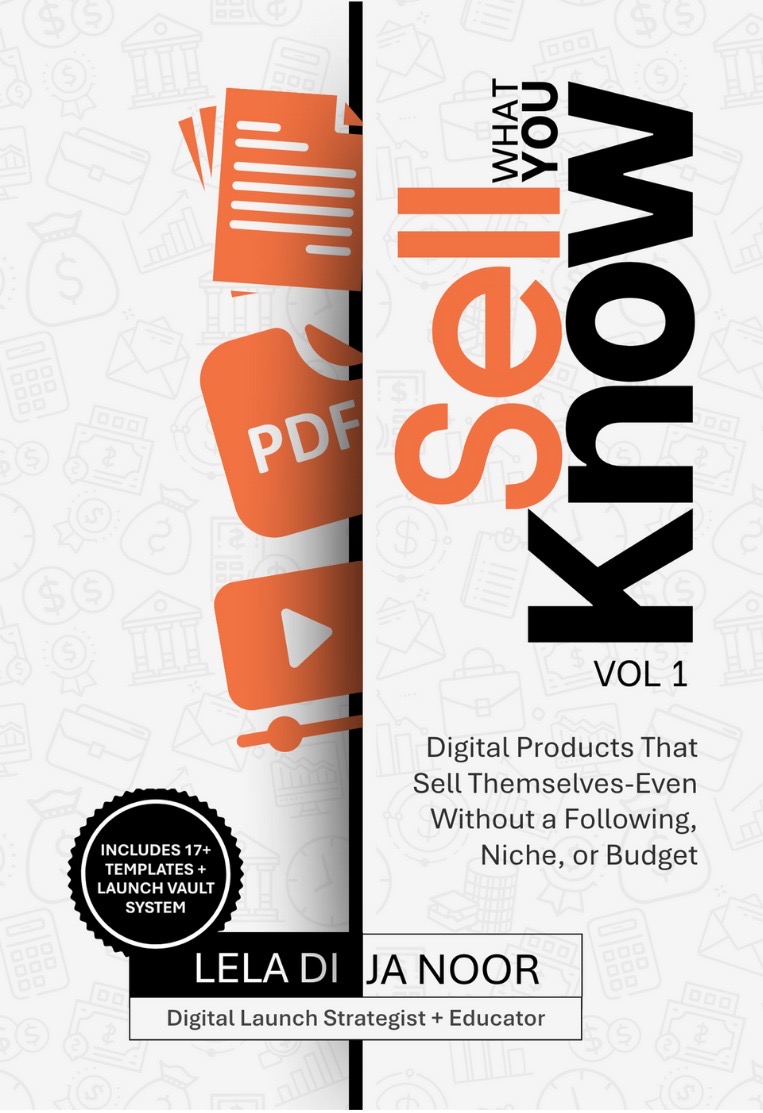 Sell
WHAT
YOU
Know
VOL 1
PDF
Digital Products That
Sell Themselves-Even
Without a Following,
Niche, or Budget
INCLUDES 17+
TEMPLATES +
LAUNCH VAULT
SYSTEM
LELA DI JA NOOR
Digital Launch Strategist + Educator